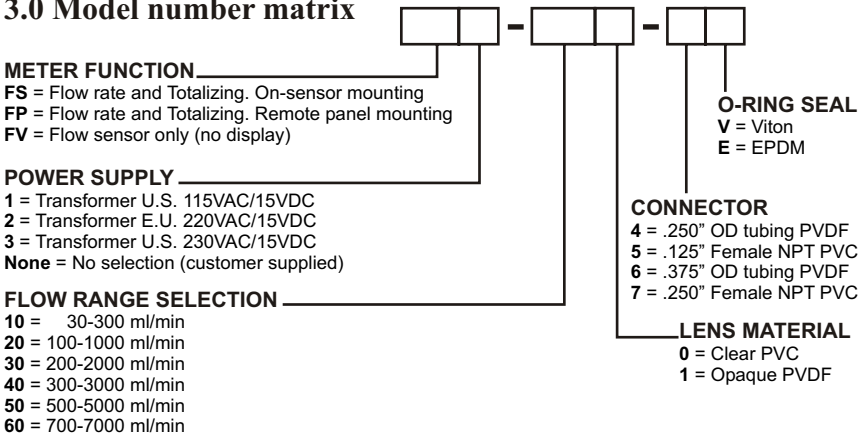 3.0 Model number matrix
METER FUNCTION
FS = Flow rate and Totalizing. On-sensor mounting
FP = Flow rate and Totalizing. Remote panel mounting
FV = Flow sensor only (no display)
POWER SUPPLY
1 = Transformer U.S. 115VAC/15VDC
2 = Transformer E.U. 220VAC/15VDC
3 = Transformer U.S. 230VAC/15VDC
None = No selection (customer supplied)
FLOW RANGE SELECTION
10 = 30-300 ml/min
20 = 100-1000 ml/min
30 = 200-2000 ml/min
40 = 300-3000 ml/min
50 = 500-5000 ml/min
60 = 700-7000 ml/min
O-RING SEAL
V = Viton
E = EPDM
CONNECTOR
4 = .250” OD tubing PVDF
5 = .125” Female NPT PVC
6 = .375” OD tubing PVDF
7 = .250” Female NPT PVC
LENS MATERIAL
0 = Clear PVC
1 = Opaque PVDF